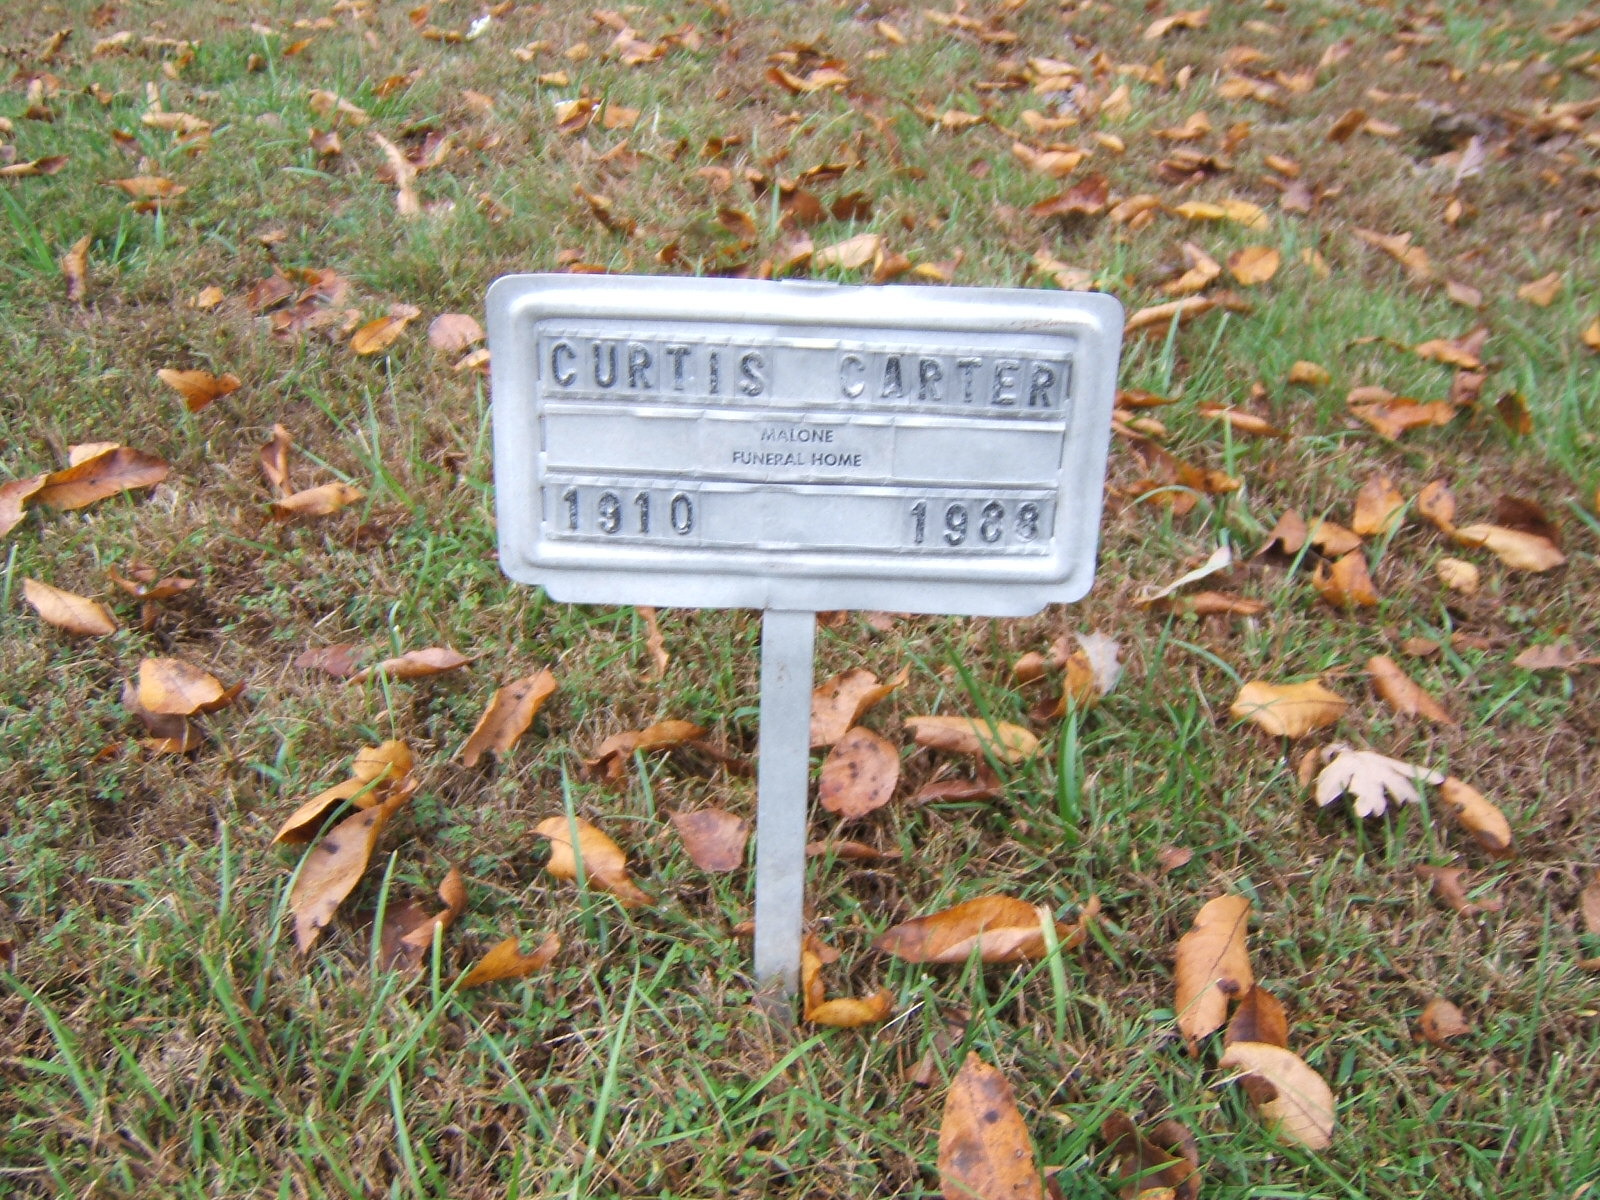 CURTIS CARTER
MALONE
FUNERAL HOME
1910 1988